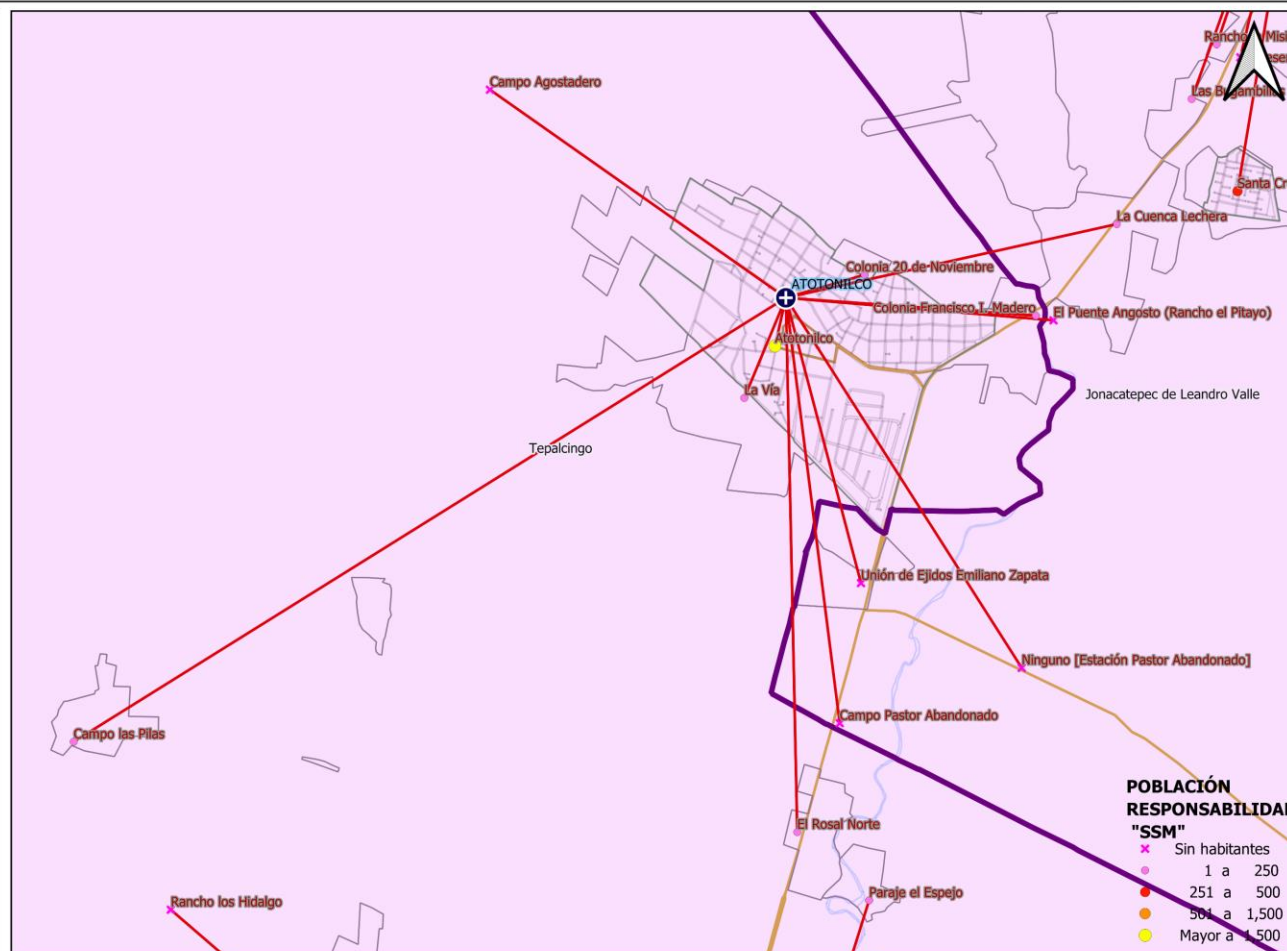 Rancho
Misi
Campo Agostadero
Las Bugambilias
Santa Cr
La Cuenca Lechera
Colonia 20 de Noviembre
ATOTONILCO
Colonia Francisco I. Madero
El Puente Angosto (Rancho el Pitayo)
Atotonilco
La Vía
Jonacatepec de Leandro Valle
Tepalcingo
Unión de Ejidos Emiliano Zapata
Ninguno [Estación Pastor Abandonado]
Campo Pastor Abandonado
Campo las Pilas
El Rosal Norte
Paraje el Espejo
Rancho los Hidalgo
POBLACIÓN
RESPONSABILIDAD
"SSM"
Sin habitantes
1 a 250
251 a 500
501 a 1,500
Mayor a 1,500